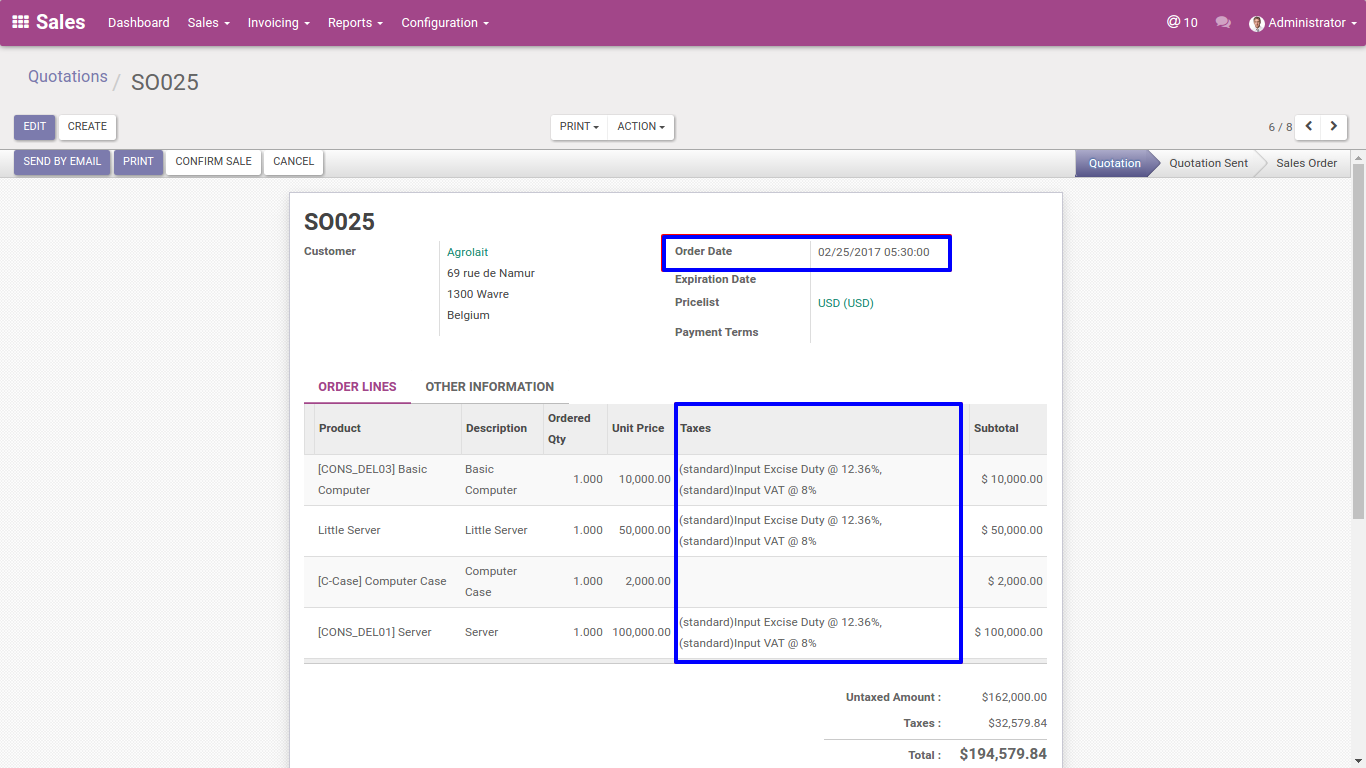 Sales Dashboard Sales Invoicing Reports Configuration @ 10 Administrator
Quotations / SO025
EDIT CREATE PRINT ACTION 6 / 8
SEND BY EMAIL PRINT CONFIRM SALE CANCEL Quotation Quotation Sent Sales Order
SO025
Customer Agrolait
69 rue de Namur
1300 Wavre
Belgium
Order Date 02/25/2017 05:30:00
Expiration Date
Pricelist USD (USD)
Payment Terms
ORDER LINES OTHER INFORMATION
Product Description Ordered Qty Unit Price Taxes Subtotal
[CONS_DEL03] Basic Computer Basic Computer 1.000 10,000.00 (standard)Input Excise Duty @ 12.36%, (standard)Input VAT @ 8% $ 10,000.00
Little Server Little Server 1.000 50,000.00 (standard)Input Excise Duty @ 12.36%, (standard)Input VAT @ 8% $ 50,000.00
[C-Case] Computer Case Computer Case 1.000 2,000.00 $ 2,000.00
[CONS_DEL01] Server Server 1.000 100,000.00 (standard)Input Excise Duty @ 12.36%, (standard)Input VAT @ 8% $ 100,000.00
Untaxed Amount : $162,000.00
Taxes : $32,579.84
Total : $194,579.84